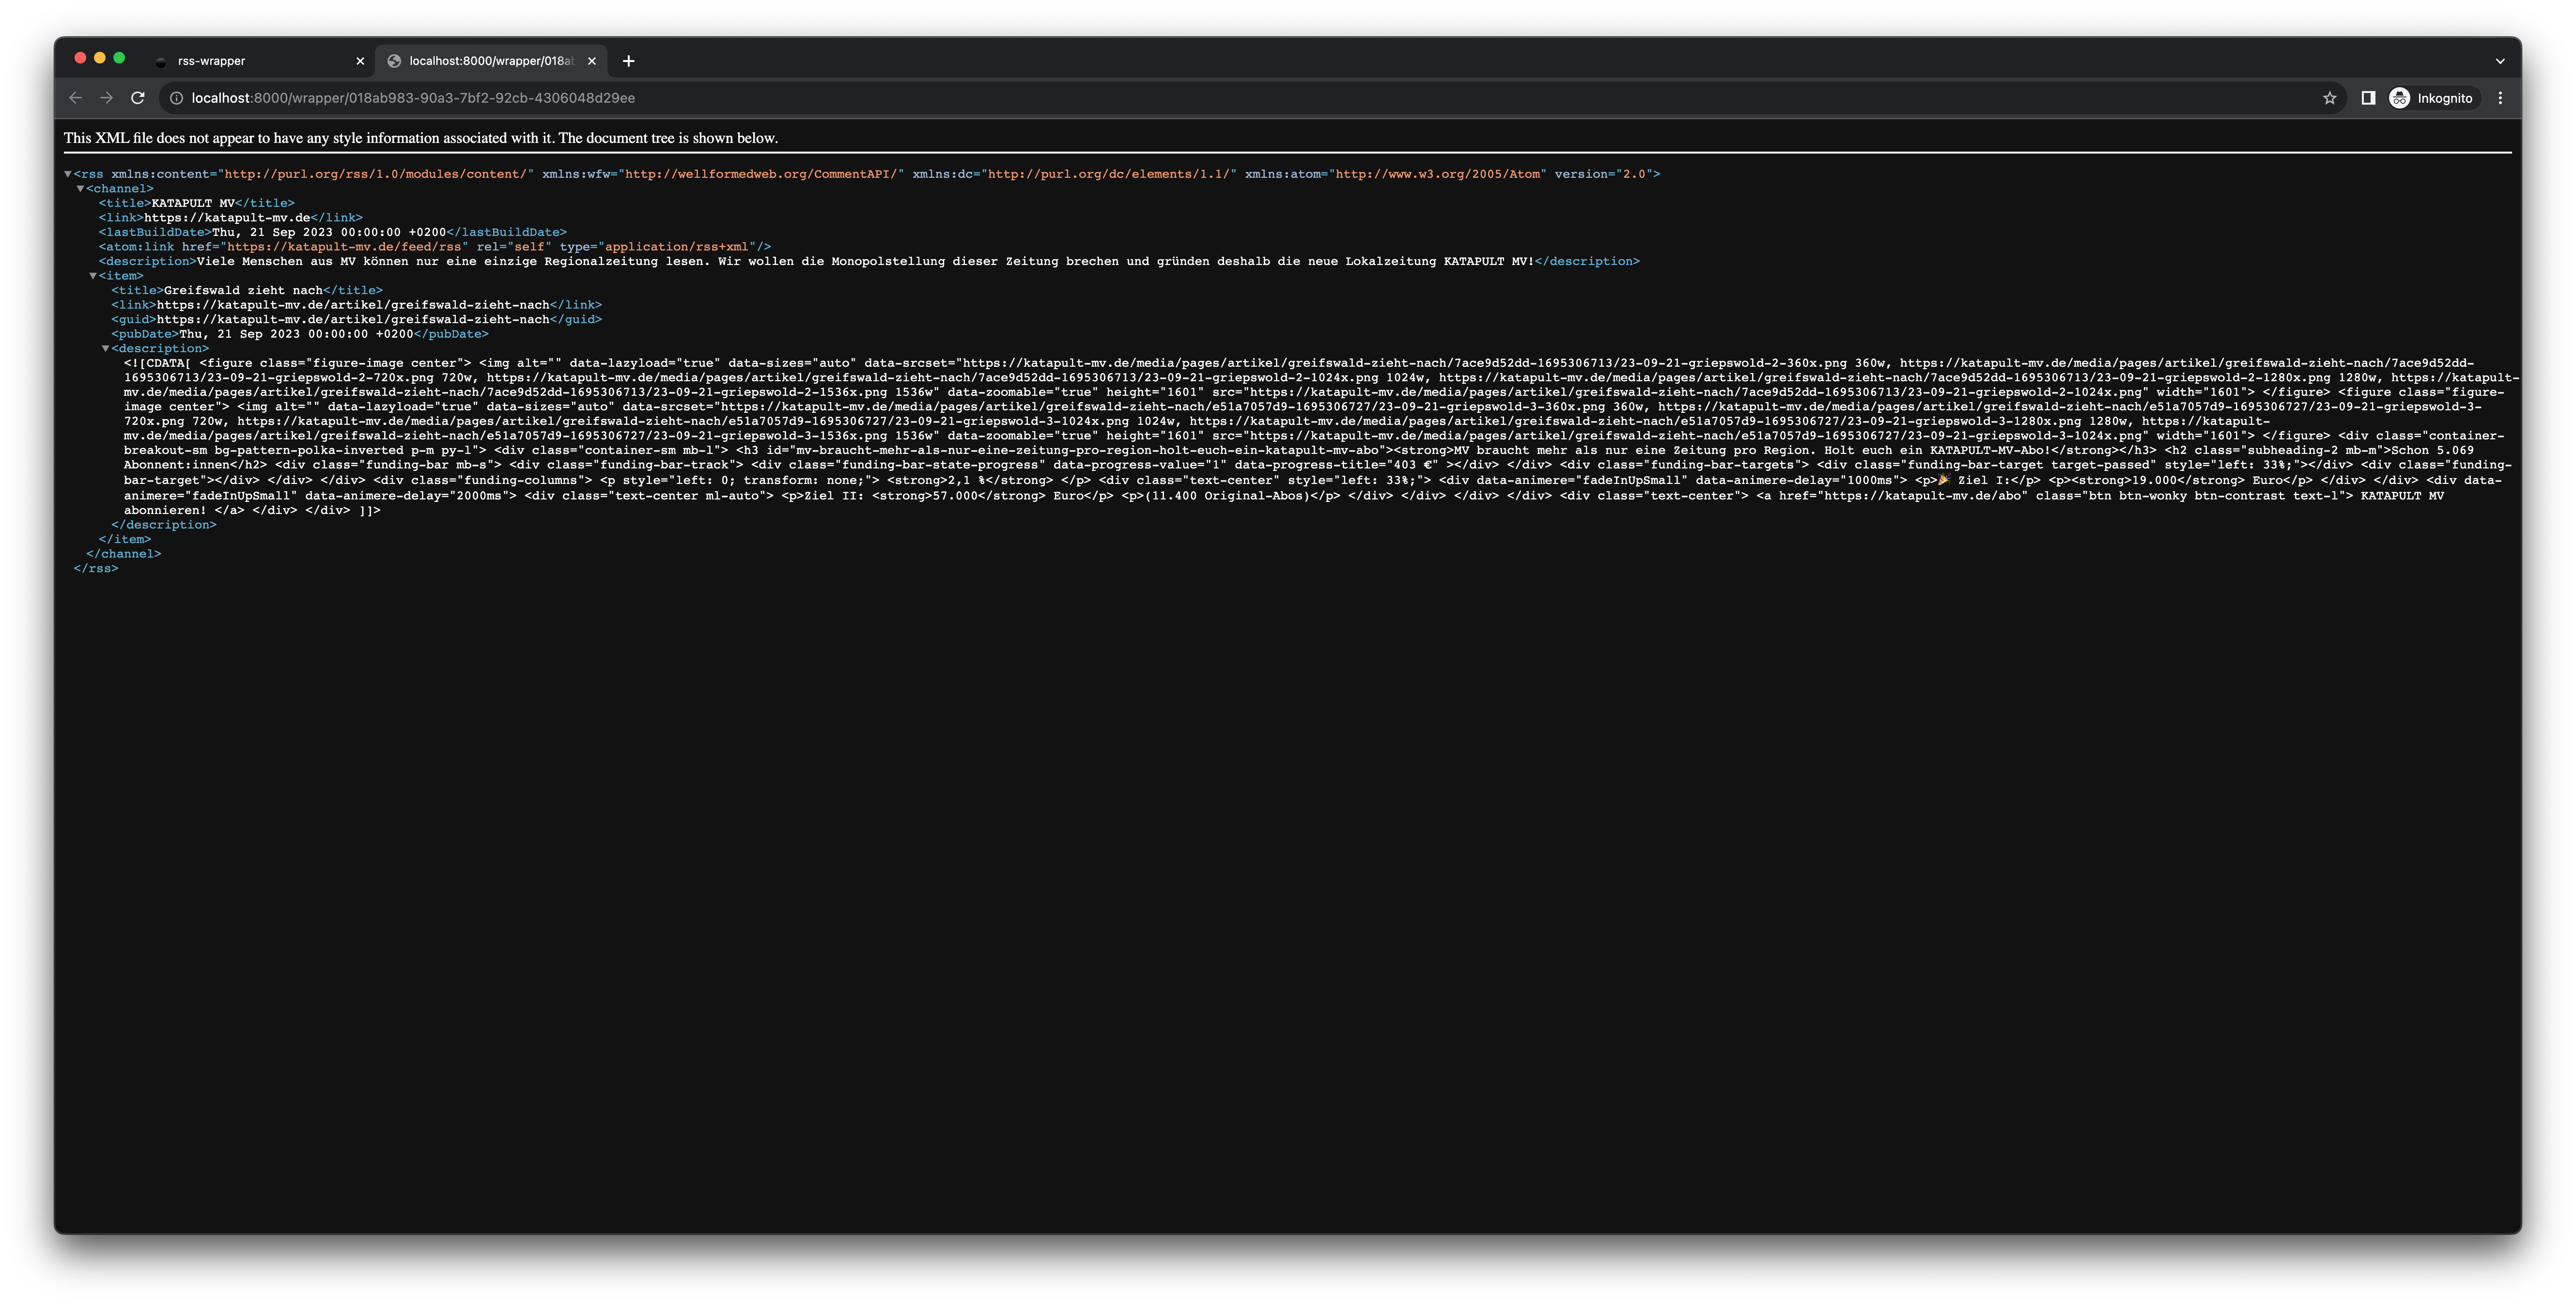 rss-wrapper
localhost:8000/wrapper/018ab
localhost:8000/wrapper/018ab983-90a3-7bf2-92cb-4306048d29ee
Inkognito
This XML file does not appear to have any style information associated with it. The document tree is shown below.
<rss xmlns:content="http://purl.org/rss/1.0/modules/content/" xmlns:wfw="http://wellformedweb.org/CommentAPI/" xmlns:dc="http://purl.org/dc/elements/1.1/" xmlns:atom="http://www.w3.org/2005/Atom" version="2.0">
<channel>
<title>KATAPULT MV</title>
<link>https://katapult-mv.de</link>
<lastBuildDate>Thu, 21 Sep 2023 00:00:00 +0200</lastBuildDate>
<atom:link href="https://katapult-mv.de/feed/rss" rel="self" type="application/rss+xml"/>
<description>Viele Menschen aus MV können nur eine einzige Regionalzeitung lesen. Wir wollen die Monopolstellung dieser Zeitung brechen und gründen deshalb die neue Lokalzeitung KATAPULT MV!</description>
<item>
<title>Greifswald zieht nach</title>
<link>https://katapult-mv.de/artikel/greifswald-zieht-nach</link>
<guid>https://katapult-mv.de/artikel/greifswald-zieht-nach</guid>
<pubDate>Thu, 21 Sep 2023 00:00:00 +0200</pubDate>
<description>
<![CDATA[ <figure class="figure-image center"> <img alt="" data-lazyload="true" data-sizes="auto" data-srcset="https://katapult-mv.de/media/pages/artikel/greifswald-zieht-nach/7ace9d52dd-1695306713/23-09-21-griepswold-2-360x.png 360w, https://katapult-mv.de/media/pages/artikel/greifswald-zieht-nach/7ace9d52dd-
1695306713/23-09-21-griepswold-2-720x.png 720w, https://katapult-mv.de/media/pages/artikel/greifswald-zieht-nach/7ace9d52dd-1695306713/23-09-21-griepswold-2-1024x.png 1024w, https://katapult-mv.de/media/pages/artikel/greifswald-zieht-nach/7ace9d52dd-1695306713/23-09-21-griepswold-2-1280x.png 1280w, https://katapult-
mv.de/media/pages/artikel/greifswald-zieht-nach/7ace9d52dd-1695306713/23-09-21-griepswold-2-1536x.png 1536w" data-zoomable="true" height="1601" src="https://katapult-mv.de/media/pages/artikel/greifswald-zieht-nach/7ace9d52dd-1695306713/23-09-21-griepswold-2-1024x.png" width="1601"> </figure> <figure class="figure-
image center"> <img alt="" data-lazyload="true" data-sizes="auto" data-srcset="https://katapult-mv.de/media/pages/artikel/greifswald-zieht-nach/e51a7057d9-1695306727/23-09-21-griepswold-3-360x.png 360w, https://katapult-mv.de/media/pages/artikel/greifswald-zieht-nach/e51a7057d9-1695306727/23-09-21-griepswold-3-
720x.png 720w, https://katapult-mv.de/media/pages/artikel/greifswald-zieht-nach/e51a7057d9-1695306727/23-09-21-griepswold-3-1024x.png 1024w, https://katapult-mv.de/media/pages/artikel/greifswald-zieht-nach/e51a7057d9-1695306727/23-09-21-griepswold-3-1280x.png 1280w, https://katapult-
mv.de/media/pages/artikel/greifswald-zieht-nach/e51a7057d9-1695306727/23-09-21-griepswold-3-1536x.png 1536w" data-zoomable="true" height="1601" src="https://katapult-mv.de/media/pages/artikel/greifswald-zieht-nach/e51a7057d9-1695306727/23-09-21-griepswold-3-1024x.png" width="1601"> </figure> <div class="container-
breakout-sm bg-pattern-polka-inverted p-m py-l"> <div class="container-sm mb-l"> <h3 id="mv-braucht-mehr-als-nur-eine-zeitung-pro-region-holt-euch-ein-katapult-mv-abo"><strong>MV braucht mehr als nur eine Zeitung pro Region. Holt euch ein KATAPULT-MV-Abo!</strong></h3> <h2 class="subheading-2 mb-m">Schon 5.069
Abonnent:innen</h2> <div class="funding-bar mb-s"> <div class="funding-bar-track"> <div class="funding-bar-state-progress" data-progress-value="1" data-progress-title="403 €" ></div> </div> <div class="funding-bar-targets"> <div class="funding-bar-target target-passed" style="left: 33%;"></div> <div class="funding-
bar-target"></div> </div> </div> <div class="funding-columns"> <p style="left: 0; transform: none;"> <strong>2,1 %</strong> </p> <div class="text-center" style="left: 33%;"> <div data-animere="fadeInUpSmall" data-animere-delay="1000ms"> <p>🎉 Ziel I:</p> <p><strong>19.000</strong> Euro</p> </div> </div> <div data-
animere="fadeInUpSmall" data-animere-delay="2000ms"> <div class="text-center ml-auto"> <p>Ziel II: <strong>57.000</strong> Euro</p> <p>(11.400 Original-Abos)</p> </div> </div> </div> </div> <div class="text-center"> <a href="https://katapult-mv.de/abo" class="btn btn-wonky btn-contrast text-l"> KATAPULT MV
abonnieren! </a> </div> </div> ]]>
</description>
</item>
</channel>
</rss>